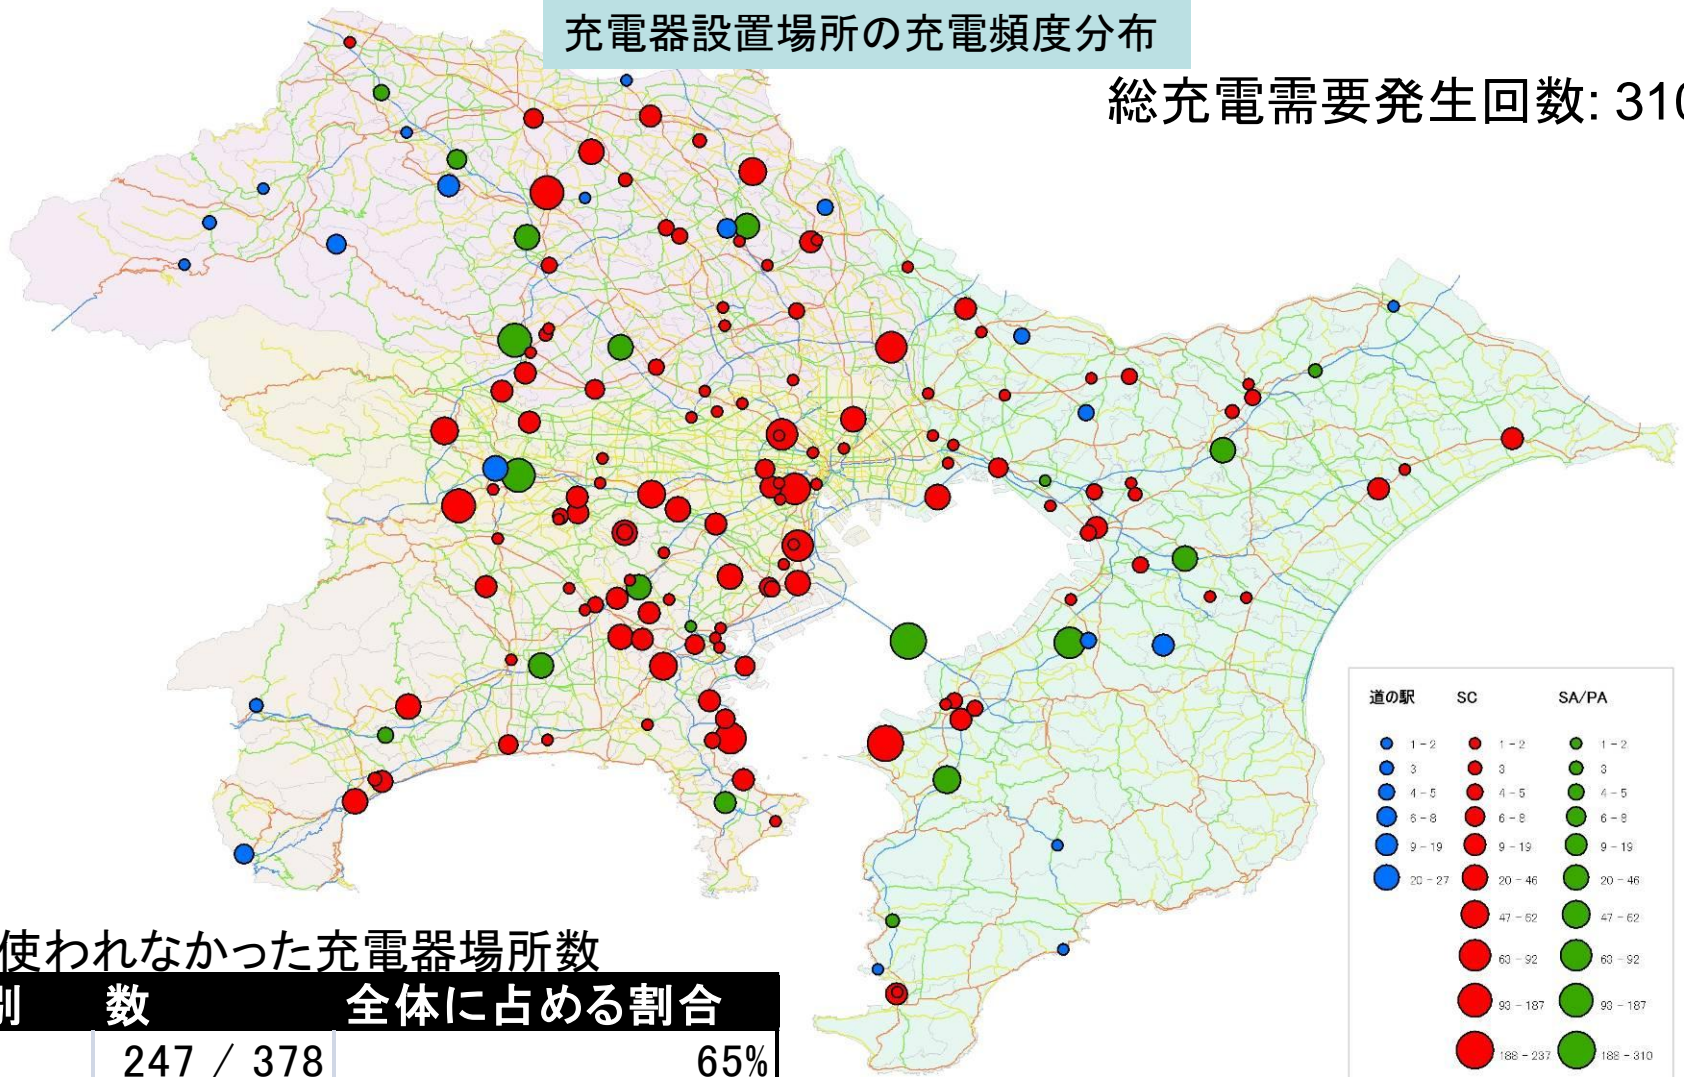 充電器設置場所の充電頻度分布
総充電需要発生回数: 310
道の駅 SC SA/PA
1 - 2 1 - 2 1 - 2
3 3 3
4 - 5 4 - 5 4 - 5
6 - 8 6 - 8 6 - 8
9 - 19 9 - 19 9 - 19
20 - 27 20 - 46 20 - 46
47 - 62 47 - 62
63 - 92 63 - 92
93 - 187 93 - 187
188 - 237 188 - 310
使われなかった充電器場所数
別 数 全体に占める割合
247 / 378 65%